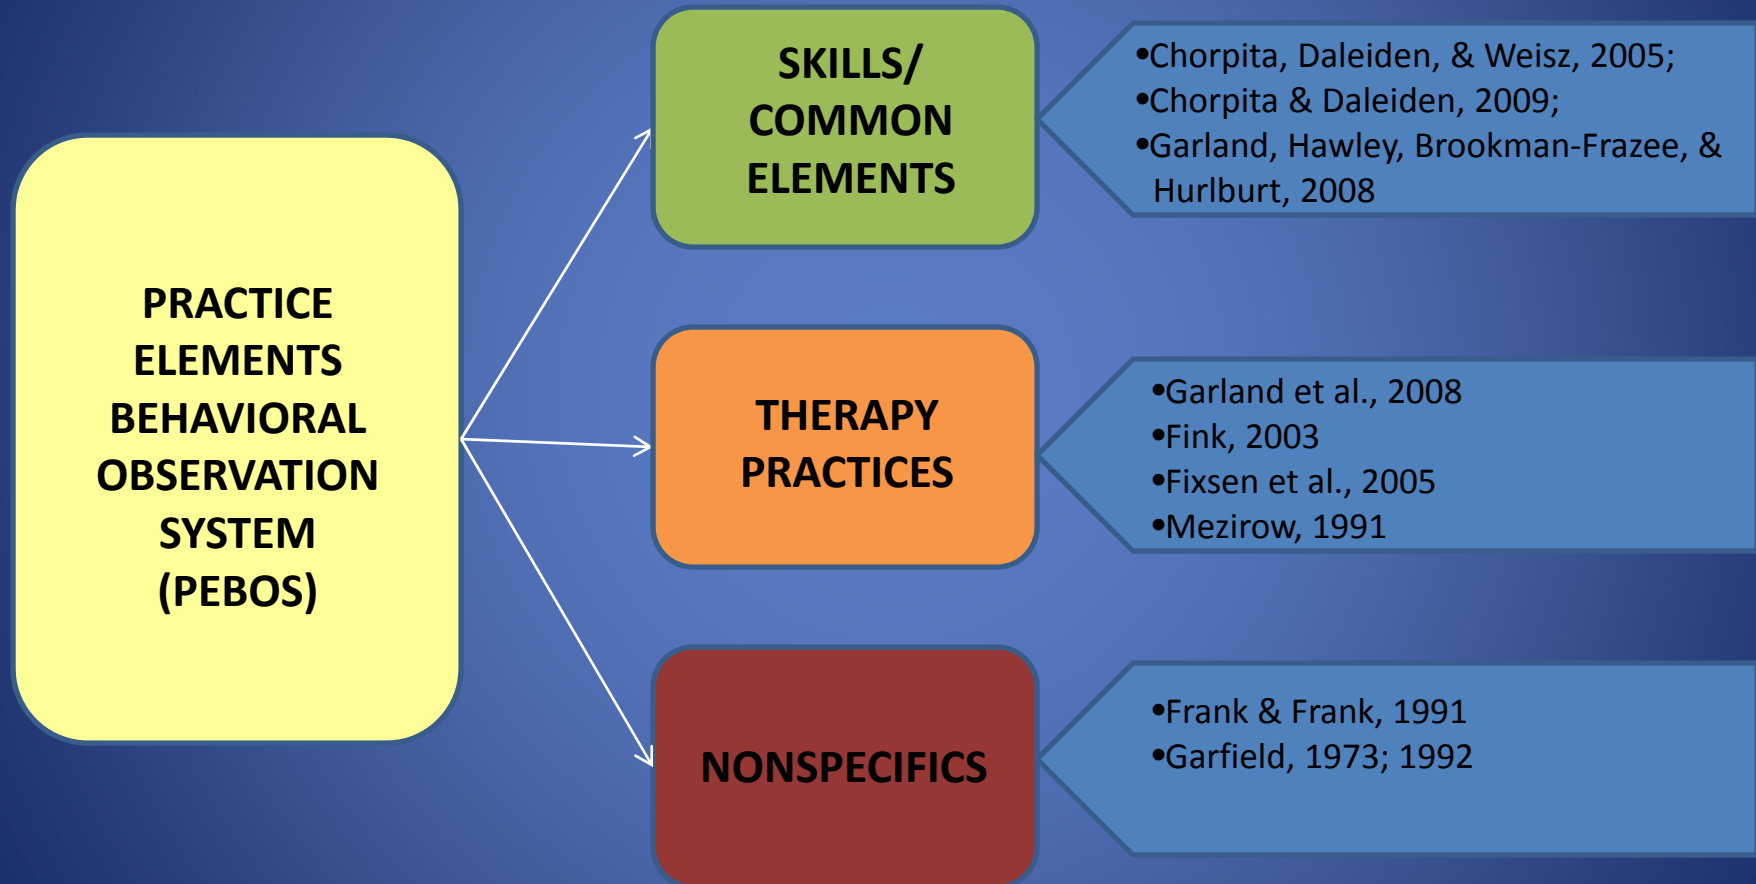 PRACTICE
ELEMENTS
BEHAVIORAL
OBSERVATION
SYSTEM
(PEBOS)
SKILLS/
COMMON
ELEMENTS
•Chorpita, Daleiden, & Weisz, 2005;
•Chorpita & Daleiden, 2009;
•Garland, Hawley, Brookman-Frazee, &
Hurlburt, 2008
THERAPY
PRACTICES
•Garland et al., 2008
•Fink, 2003
•Fixsen et al., 2005
•Mezirow, 1991
NONSPECIFICS
•Frank & Frank, 1991
•Garfield, 1973; 1992